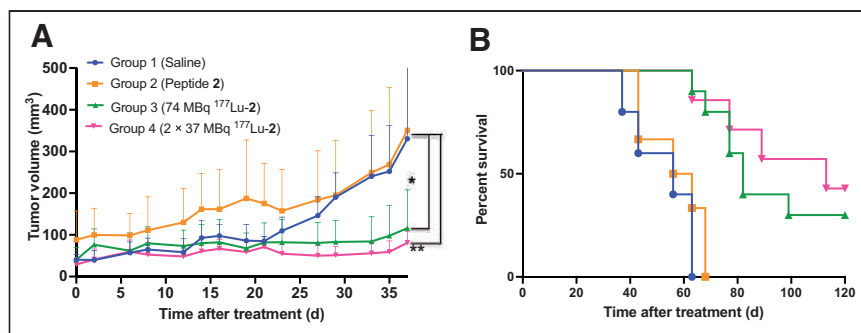 A
Group 1 (Saline)
Group 2 (Peptide 2)
Group 3 (74 MBq ¹⁷⁷Lu-2)
Group 4 (2 × 37 MBq ¹⁷⁷Lu-2)
Tumor volume (mm³)
500
400
300
200
100
0
*
**
0 5 10 15 20 25 30 35
Time after treatment (d)
B
Percent survival
100
50
0
0 20 40 60 80 100 120
Time after treatment (d)